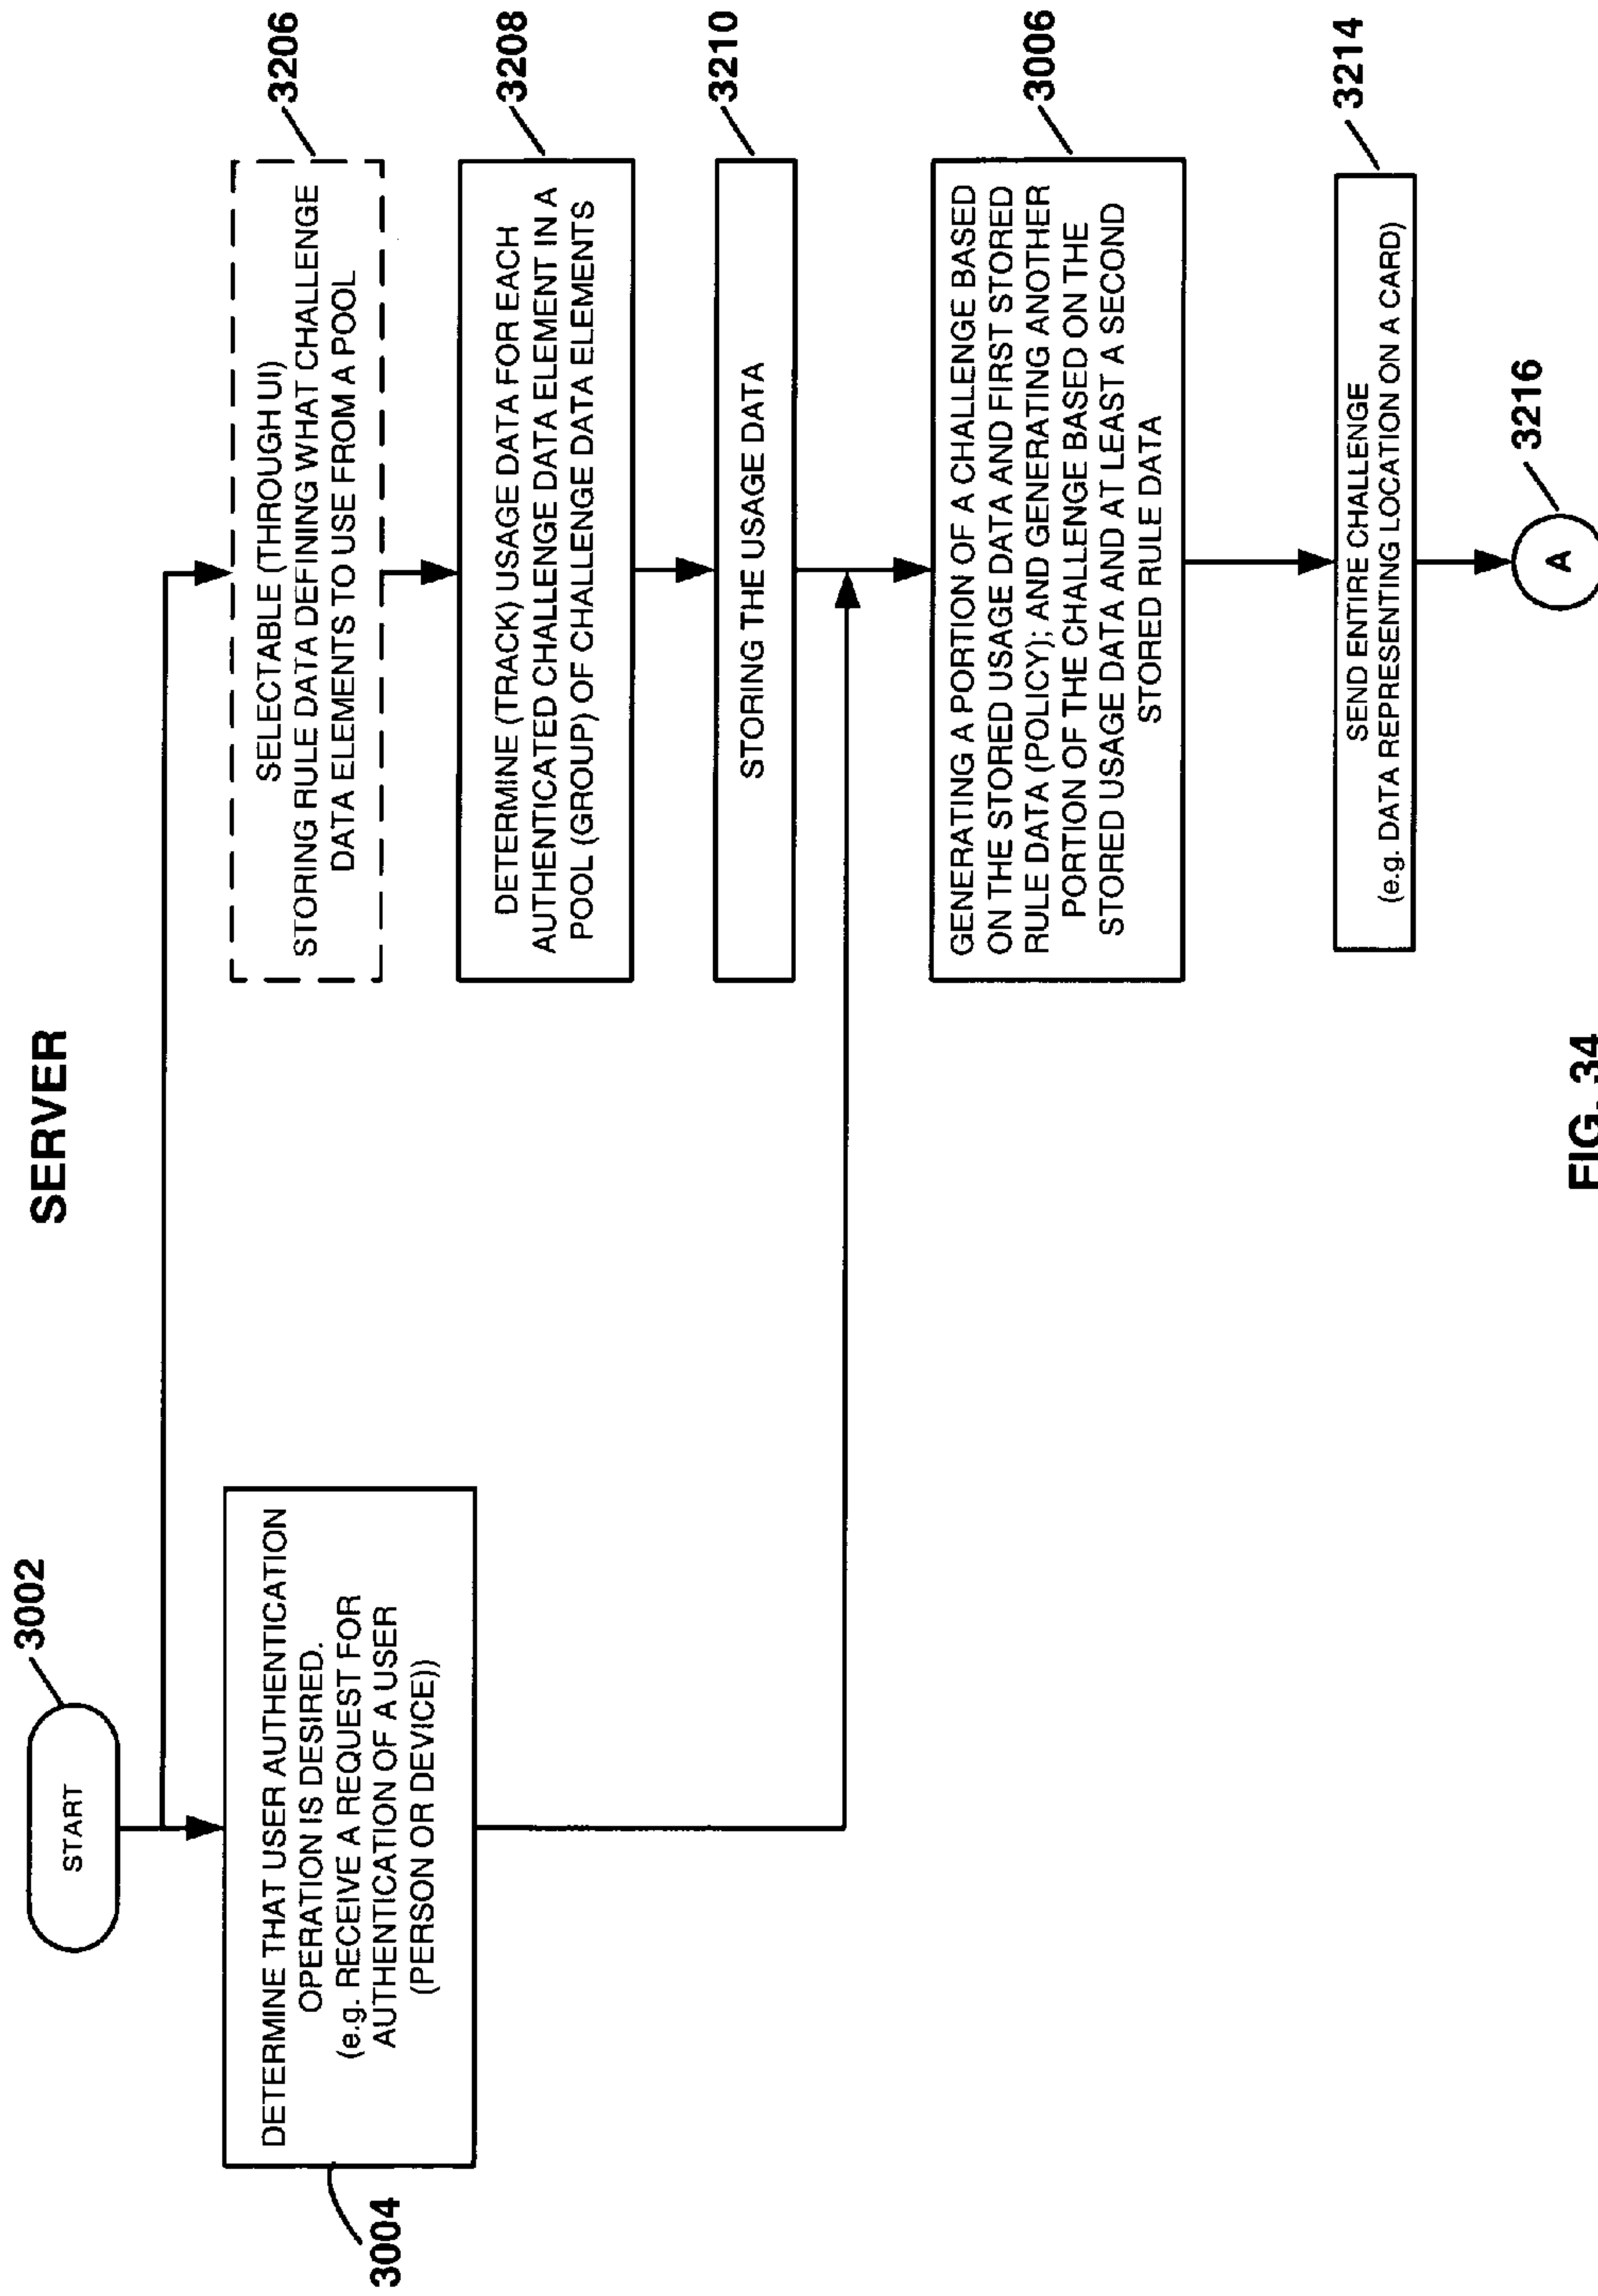 SERVER
3002
START
3004
DETERMINE THAT USER AUTHENTICATION
OPERATION IS DESIRED.
(e.g. RECEIVE A REQUEST FOR
AUTHENTICATION OF A USER
(PERSON OR DEVICE))
3206
SELECTABLE (THROUGH UI)
STORING RULE DATA DEFINING WHAT CHALLENGE
DATA ELEMENTS TO USE FROM A POOL
3208
DETERMINE (TRACK) USAGE DATA FOR EACH
AUTHENTICATED CHALLENGE DATA ELEMENT IN A
POOL (GROUP) OF CHALLENGE DATA ELEMENTS
3210
STORING THE USAGE DATA
3006
GENERATING A PORTION OF A CHALLENGE BASED
ON THE STORED USAGE DATA AND FIRST STORED
RULE DATA (POLICY); AND GENERATING ANOTHER
PORTION OF THE CHALLENGE BASED ON THE
STORED USAGE DATA AND AT LEAST A SECOND
STORED RULE DATA
3214
SEND ENTIRE CHALLENGE
(e.g. DATA REPRESENTING LOCATION ON A CARD)
3216
A
FIG. 34